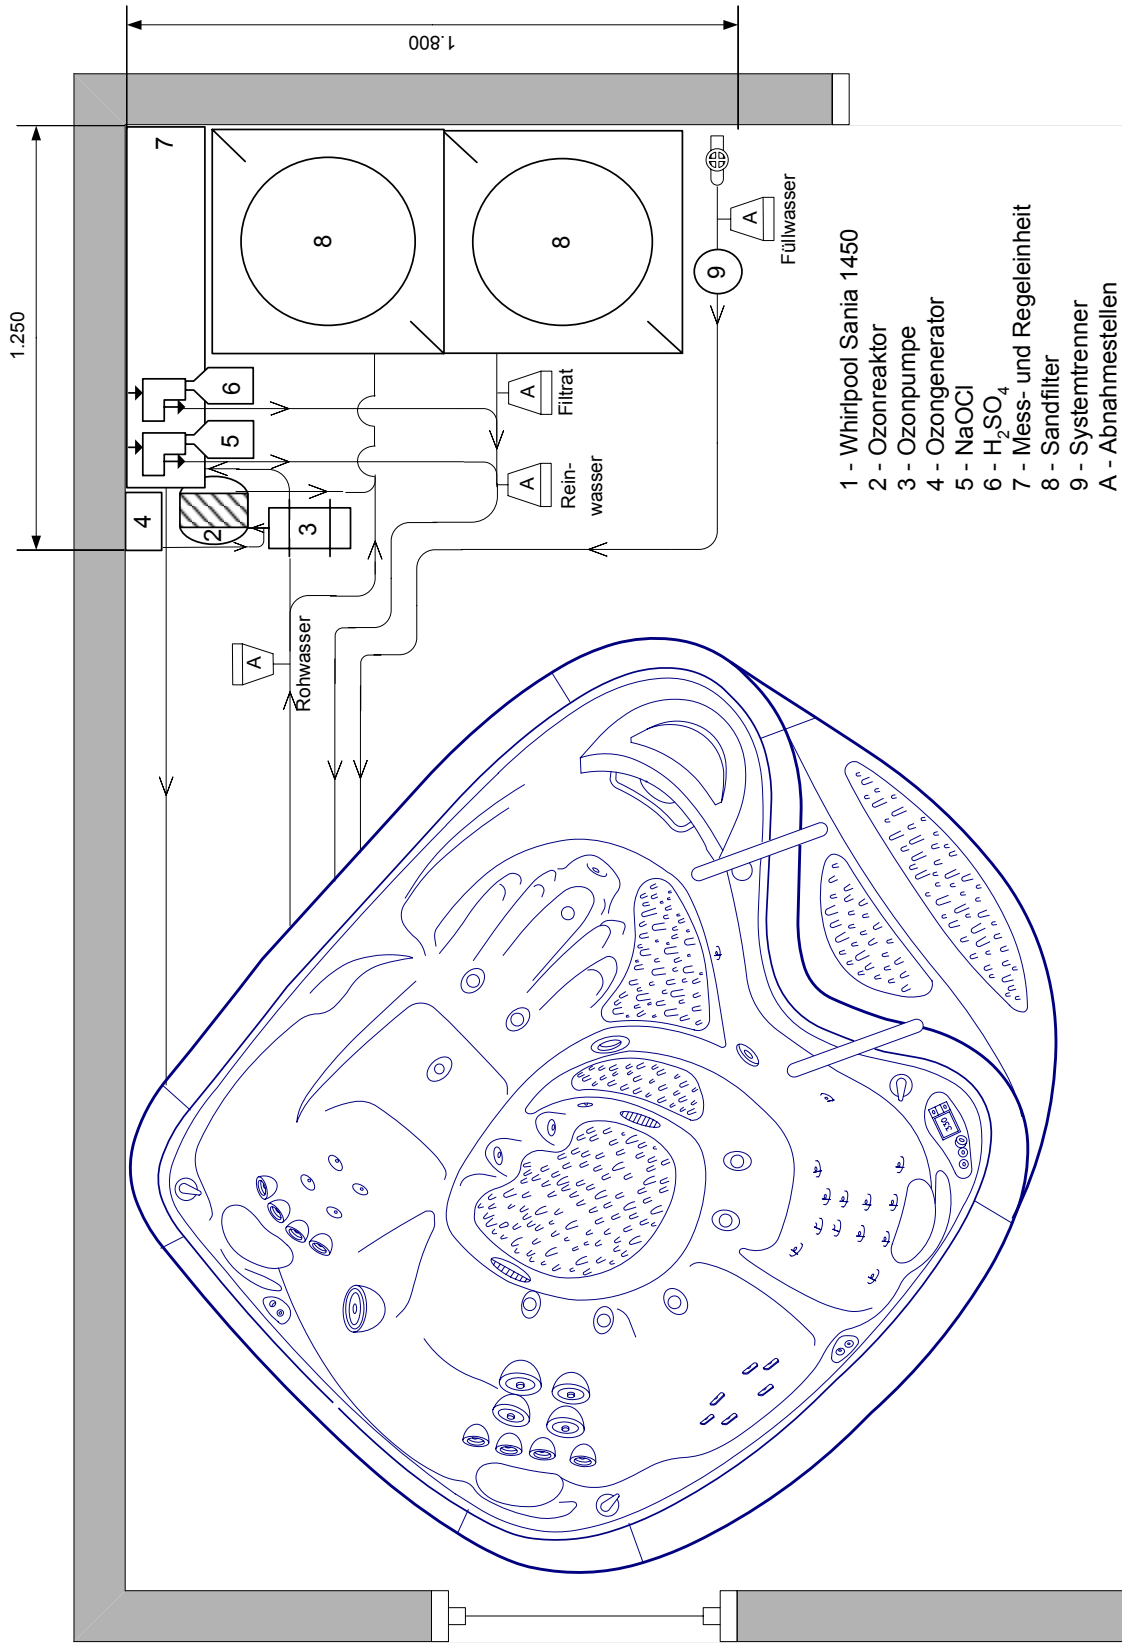 1.800
1.250
7
8
8
6
5
4
2
3
9
A
Füllwasser
A
Filtrat
A
Rein-
wasser
A
Rohwasser
330
1 - Whirlpool Sania 1450
2 - Ozonreaktor
3 - Ozonpumpe
4 - Ozongenerator
5 - NaOCl
6 - H₂SO₄
7 - Mess- und Regeleinheit
8 - Sandfilter
9 - Systemtrenner
A - Abnahmestellen